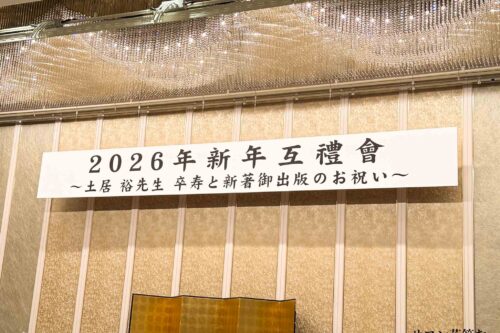 2026年新年互禮會
～土居 裕先生 卒寿と新著御出版のお祝い～